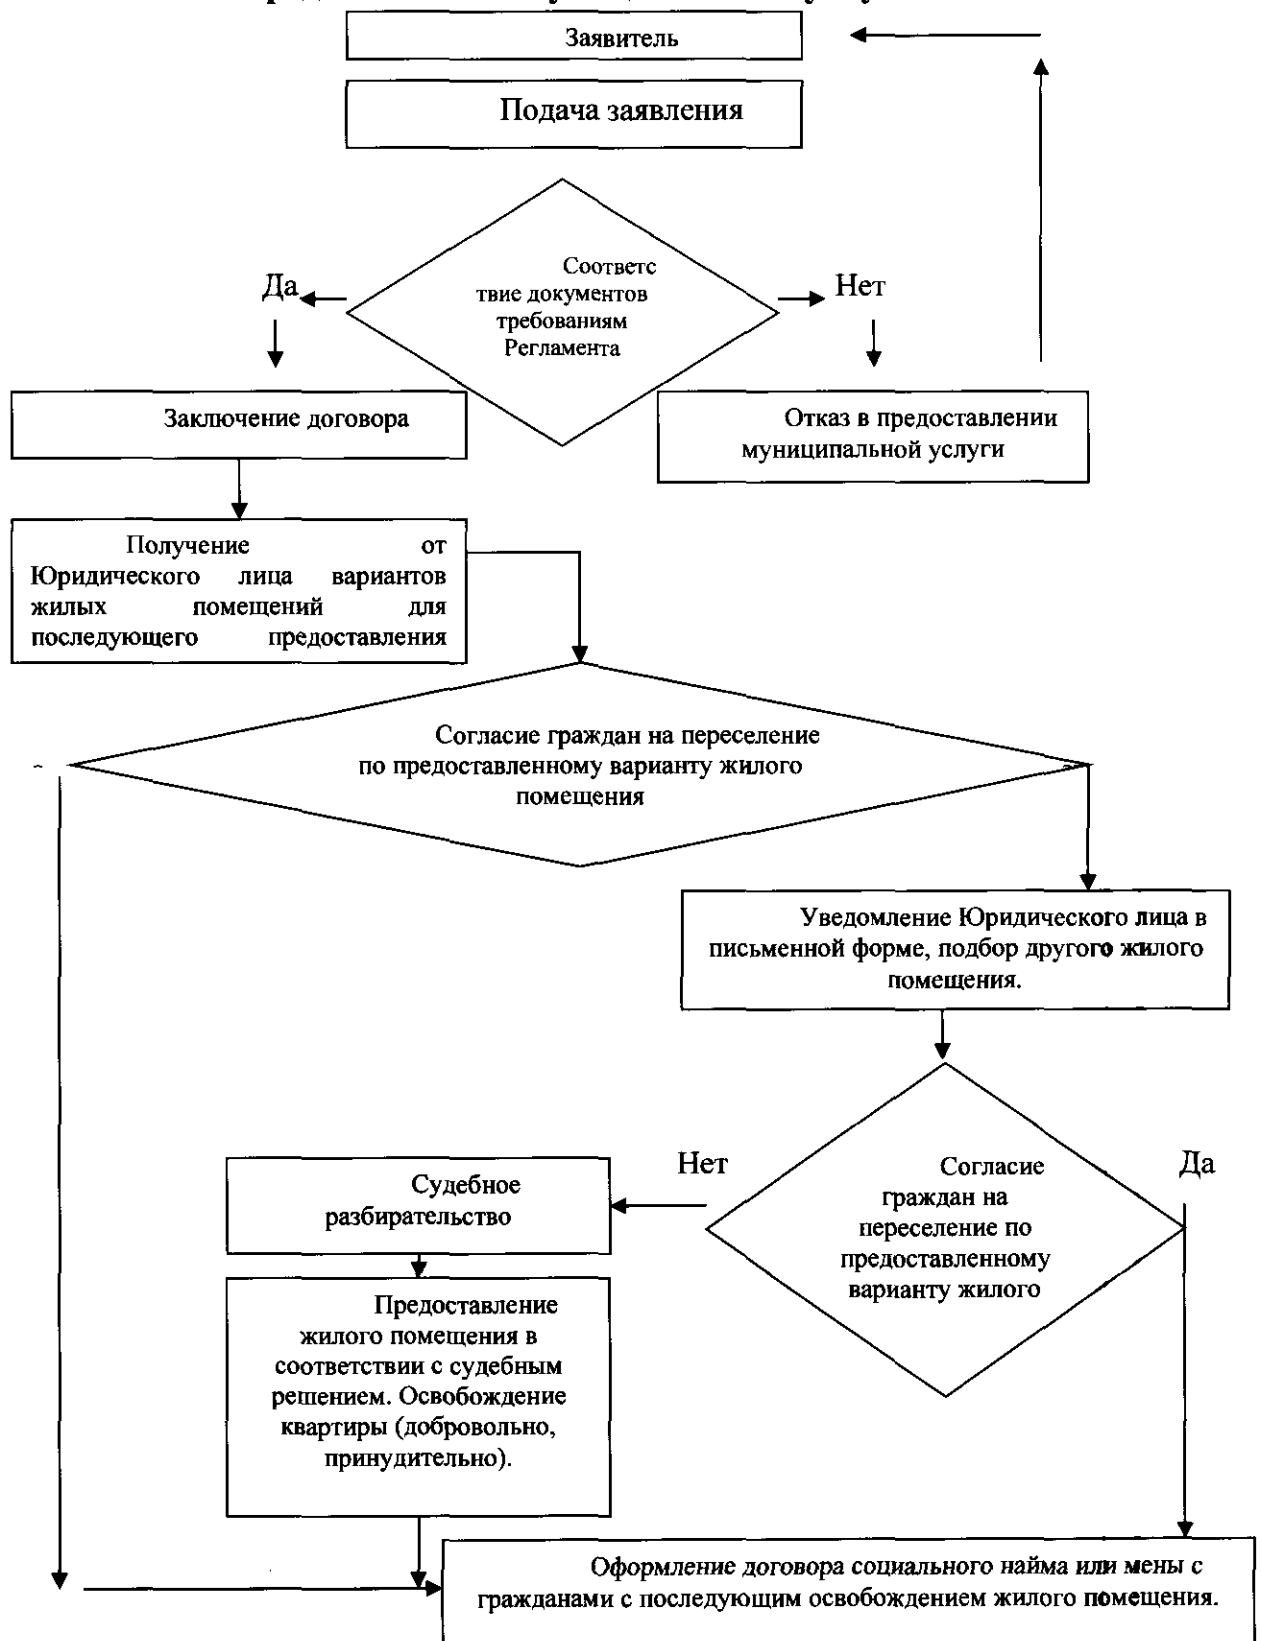 Заявитель
Подача заявления
Соответс
твие документов
требованиям
Регламента
Да
Нет
Заключение договора
Отказ в предоставлении
муниципальной услуги
Получение от
Юридического лица вариантов
жилых помещений для
последующего предоставления
Согласие граждан на переселение
по предоставленному варианту жилого
помещения
Уведомление Юридического лица в
письменной форме, подбор другого жилого
помещения.
Нет
Да
Согласие
граждан на
переселение по
предоставленному
варианту жилого
Судебное
разбирательство
Предоставление
жилого помещения в
соответствии с судебным
решением. Освобождение
квартиры (добровольно,
принудительно).
Оформление договора социального найма или мены с
гражданами с последующим освобождением жилого помещения.